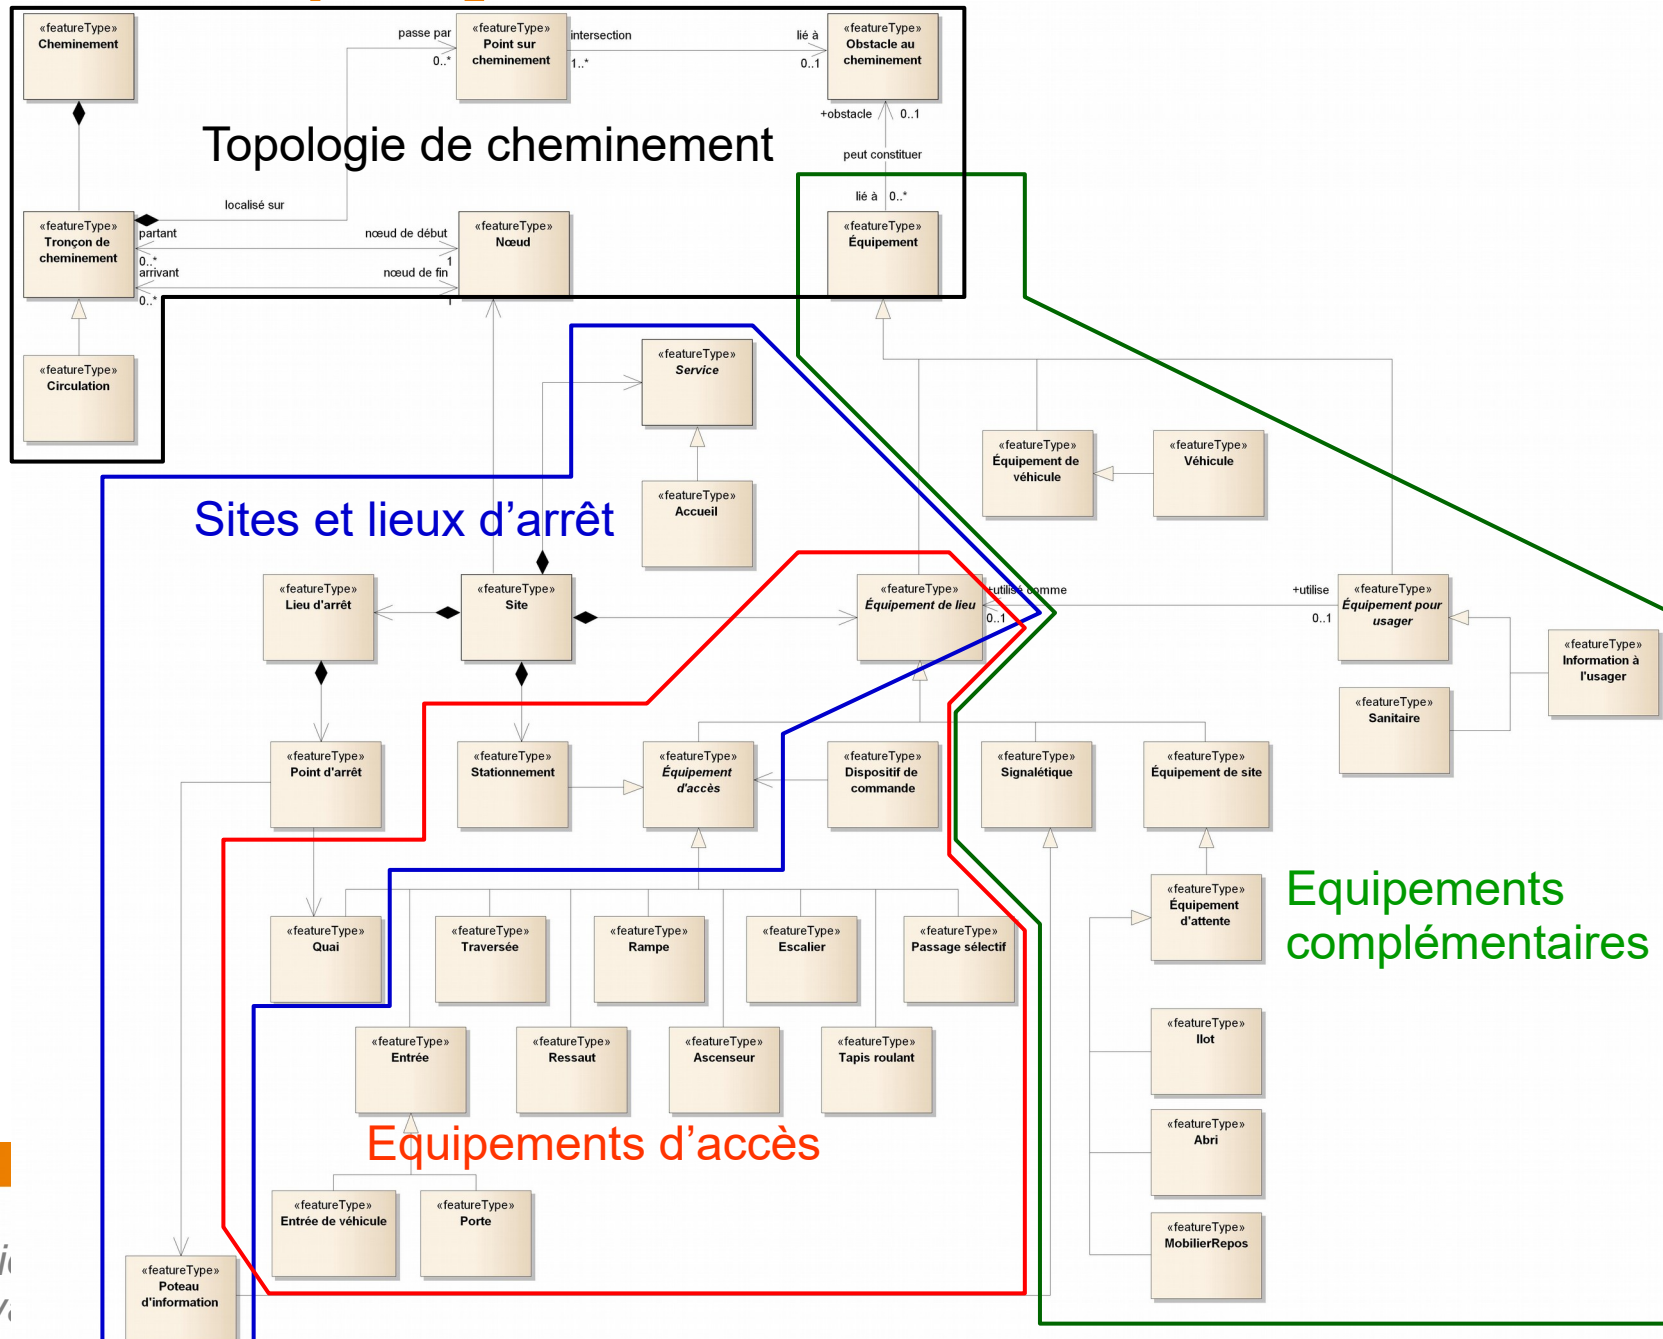 «featureType»
Cheminement
passe par
0..*
«featureType»
Point sur
cheminement
intersection
1..*
lié à
0..1
«featureType»
Obstacle au
cheminement
+obstacle
0..1
Topologie de cheminement
peut constituer
lié à
0..*
«featureType»
Tronçon de
cheminement
localisé sur
partant
0..*
nœud de début
1
arrivant
0..*
nœud de fin
1
«featureType»
Nœud
«featureType»
Équipement
«featureType»
Circulation
«featureType»
Service
«featureType»
Accueil
«featureType»
Équipement de
véhicule
«featureType»
Véhicule
Sites et lieux d’arrêt
«featureType»
Lieu d'arrêt
«featureType»
Site
«featureType»
Équipement de lieu
+utilisé comme
0..1
+utilise
0..1
«featureType»
Équipement pour
usager
«featureType»
Information à
l'usager
«featureType»
Sanitaire
«featureType»
Point d'arrêt
«featureType»
Stationnement
«featureType»
Équipement
d'accès
«featureType»
Dispositif de
commande
«featureType»
Signalétique
«featureType»
Équipement de site
Equipements
complémentaires
«featureType»
Équipement
d'attente
«featureType»
Quai
«featureType»
Traversée
«featureType»
Rampe
«featureType»
Escalier
«featureType»
Passage sélectif
«featureType»
Entrée
«featureType»
Ressaut
«featureType»
Ascenseur
«featureType»
Tapis roulant
«featureType»
Ilot
«featureType»
Abri
«featureType»
MobilierRepos
Equipements d’accès
«featureType»
Entrée de véhicule
«featureType»
Porte
«featureType»
Poteau
d'information